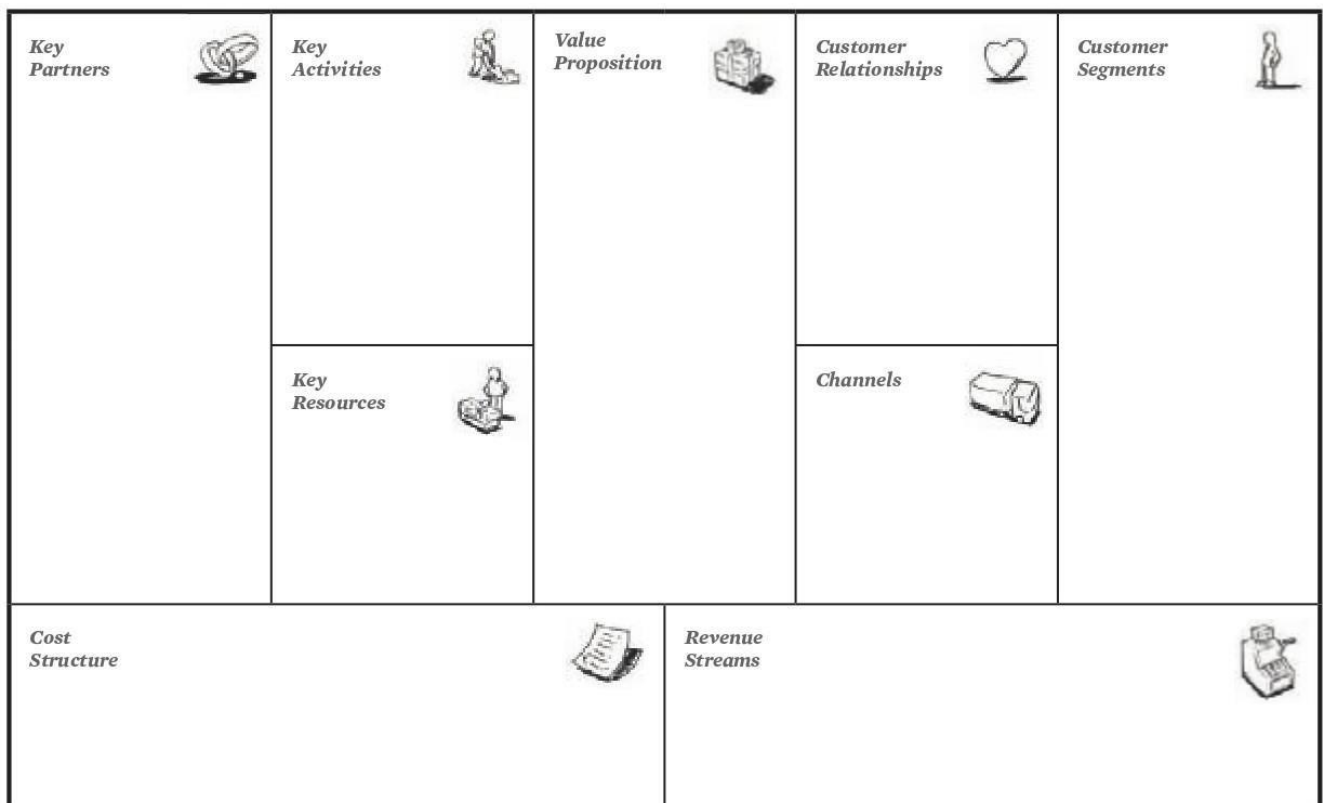 Key
Partners
Key
Activities
Value
Proposition
Customer
Relationships
Customer
Segments
Key
Resources
Channels
Cost
Structure
Revenue
Streams